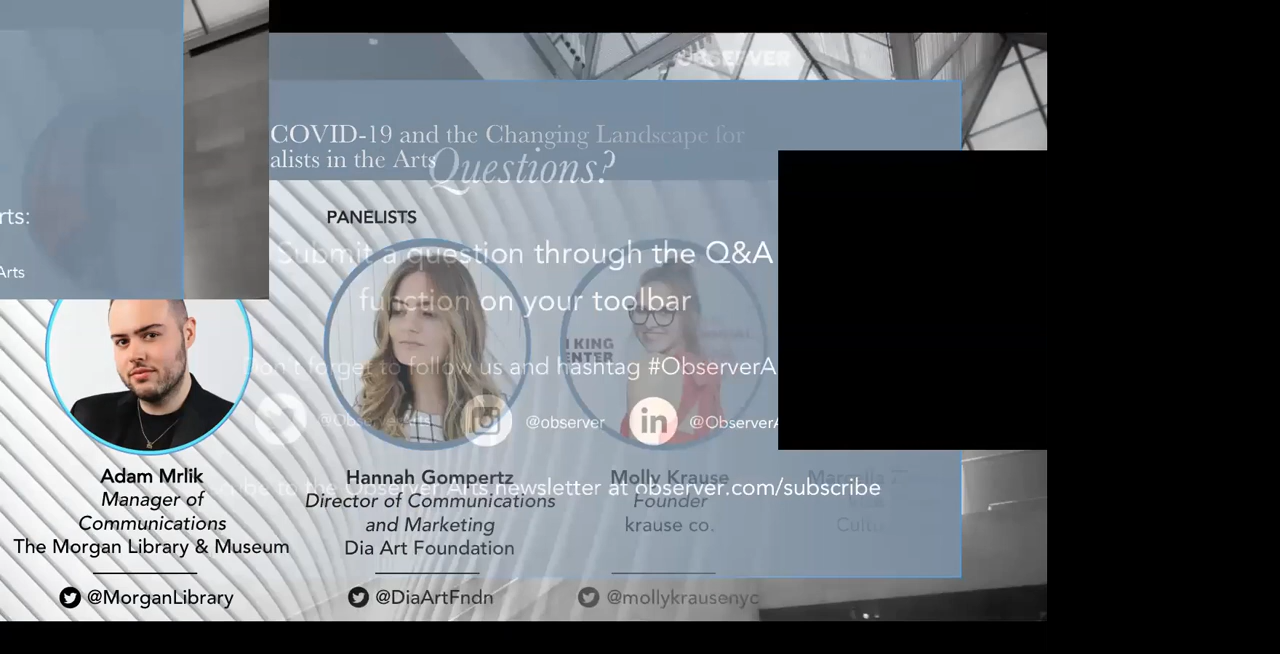 OBSERVER
COVID-19 and the Changing Landscape for
alists in the Arts
Questions?
rts:
PANELISTS
Submit a question through the Q&A
function on your toolbar
Arts
KING
ENTER
Don't forget to follow us and hashtag #ObserverA
@observer
@ObserverA
Adam Mrlik
Manager of
Communications
The Morgan Library & Museum
@MorganLibrary
Hannah Gompertz
Director of Communications
and Marketing
Dia Art Foundation
@DiaArtFndn
Molly Krause
Founder
krause co.
@mollykrausenyc
to the Observer Arts newsletter at observer.com/subscribe